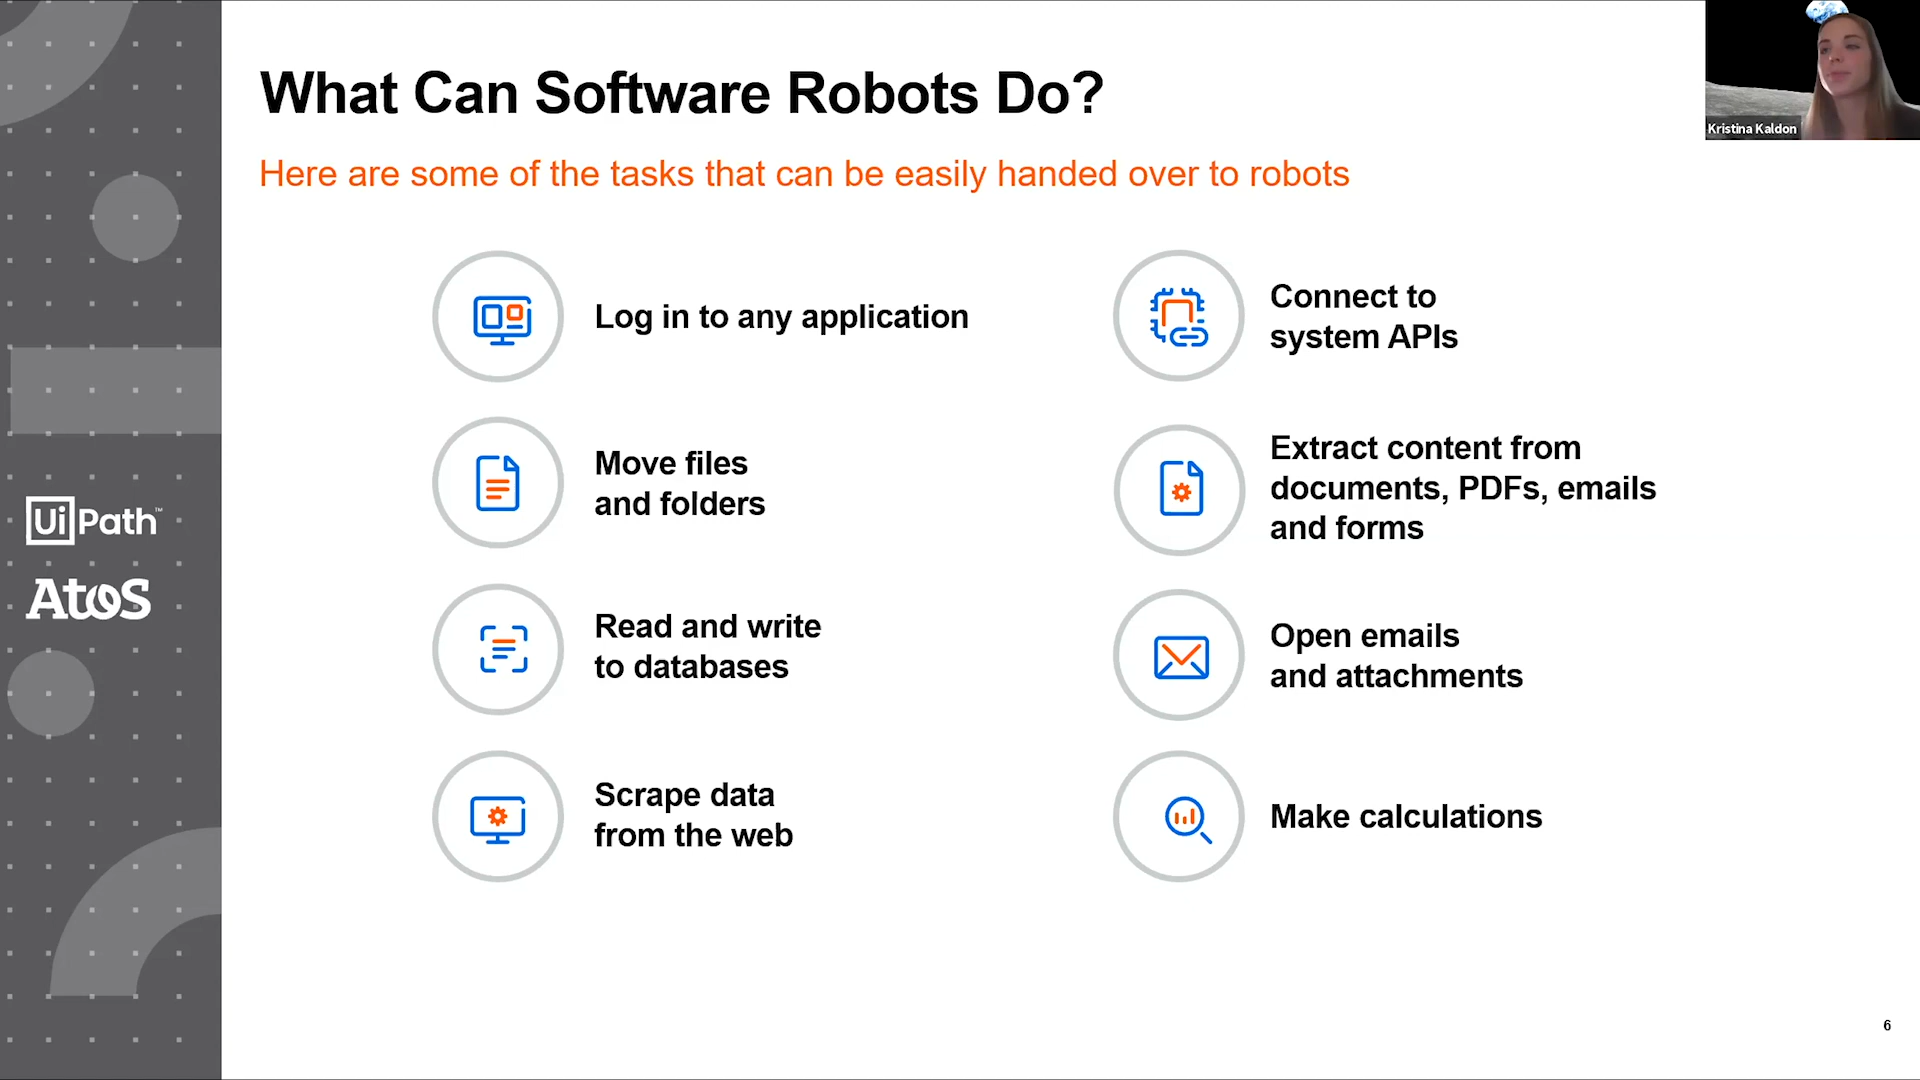 What Can Software Robots Do?
Here are some of the tasks that can be easily handed over to robots
Log in to any application
Move files
and folders
Read and write
to databases
Scrape data
from the web
Connect to
system APIs
Extract content from
documents, PDFs, emails
and forms
Open emails
and attachments
Make calculations
UiPath™
Atos
Kristina Kaldon
6